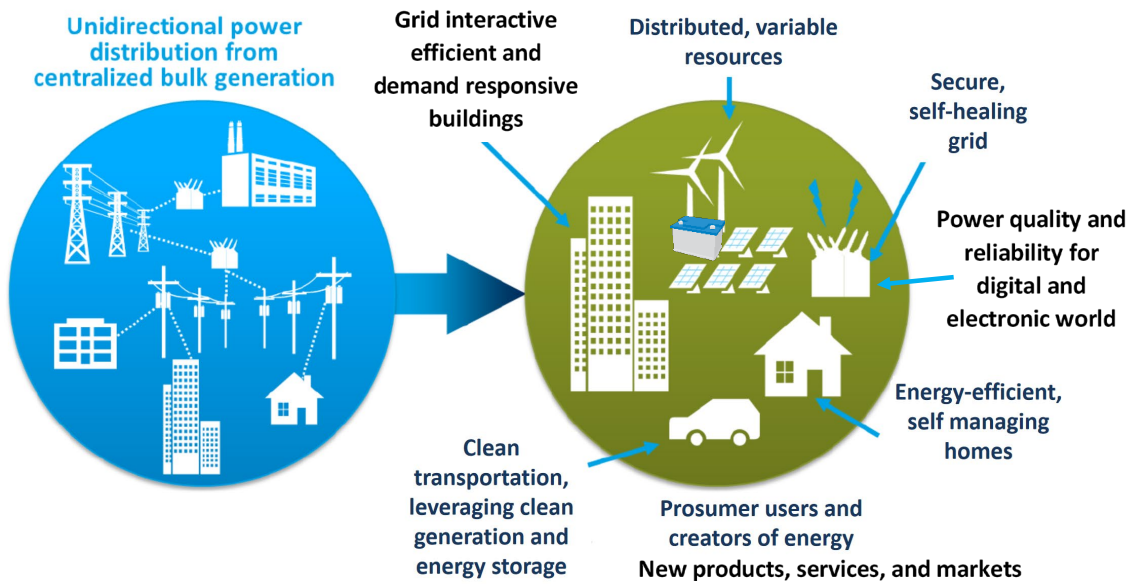 Unidirectional power
distribution from
centralized bulk generation
Grid interactive
efficient and
demand responsive
buildings
Distributed, variable
resources
Secure,
self-healing
grid
Power quality and
reliability for
digital and
electronic world
Energy-efficient,
self managing
homes
Clean
transportation,
leveraging clean
generation and
energy storage
Prosumer users and
creators of energy
New products, services, and markets